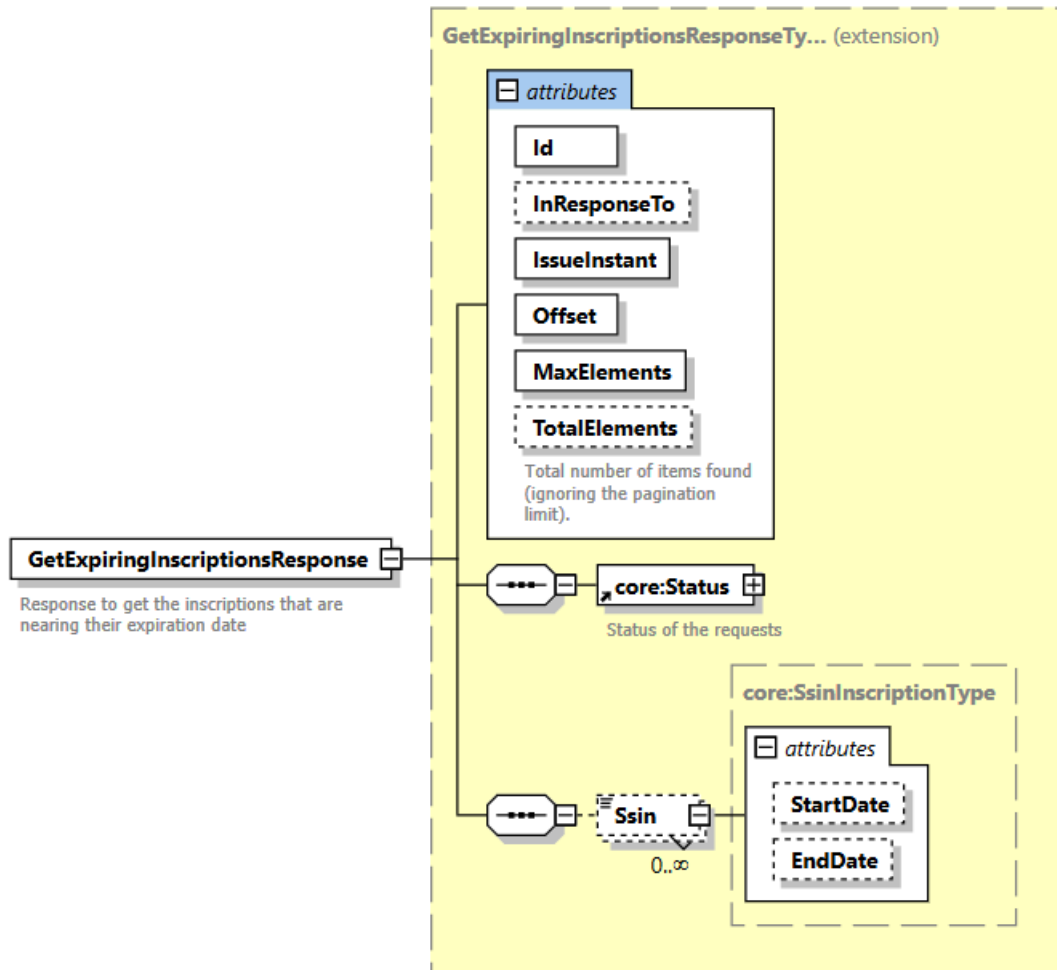 GetExpiringInscriptionsResponseTy... (extension)
attributes
Id
InResponseTo
IssueInstant
Offset
MaxElements
TotalElements
Total number of items found
(ignoring the pagination
limit).
GetExpiringInscriptionsResponse
Response to get the inscriptions that are
nearing their expiration date
core:Status
Status of the requests
core:SsinInscriptionType
attributes
Ssin
0..∞
StartDate
EndDate